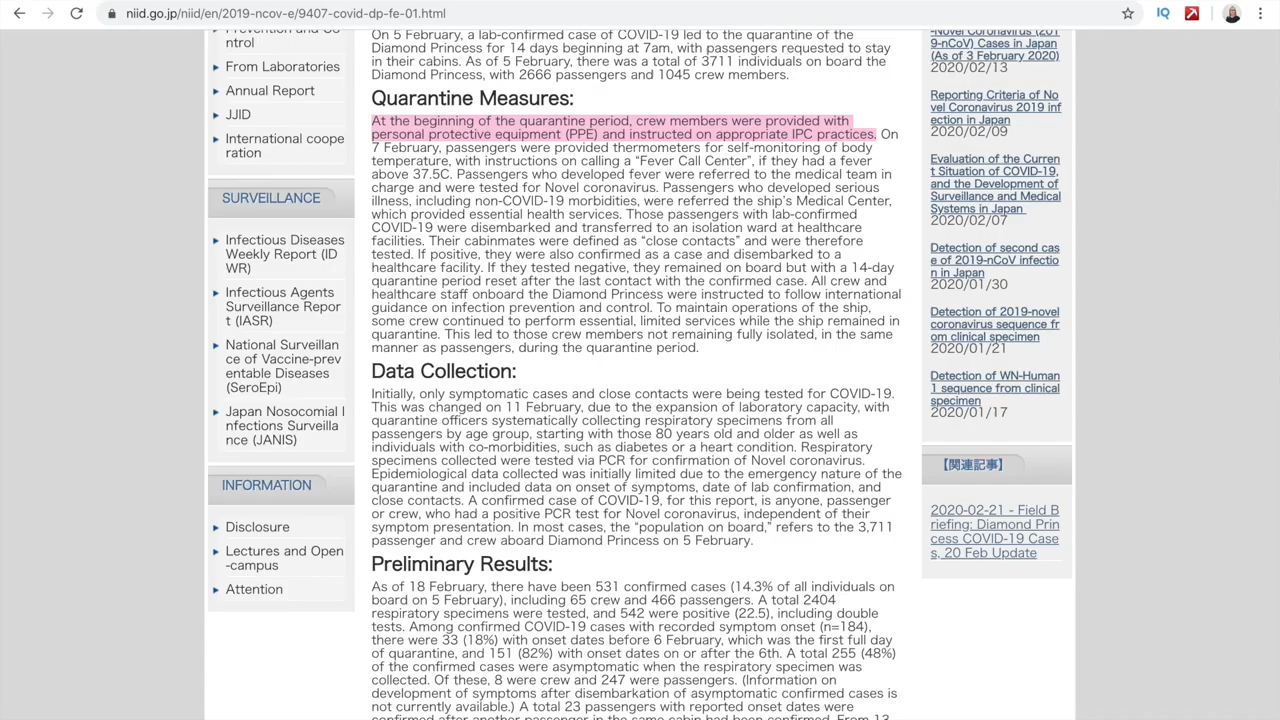 niid.go.jp/niid/en/2019-ncov-e/9407-covid-dp-fe-01.html
ntrol
From Laboratories
Annual Report
JJID
International coope
ration
SURVEILLANCE
Infectious Diseases
Weekly Report (ID
WR)
Infectious Agents
Surveillance Repor
t (IASR)
National Surveillan
ce of Vaccine-prev
entable Diseases
(SeroEpi)
Japan Nosocomial I
nfections Surveilla
nce (JANIS)
INFORMATION
Disclosure
Lectures and Open
-campus
Attention
On 5 February, a lab-confirmed case of COVID-19 led to the quarantine of the
Diamond Princess for 14 days beginning at 7am, with passengers requested to stay
in their cabins. As of 5 February, there was a total of 3711 individuals on board the
Diamond Princess, with 2666 passengers and 1045 crew members.
Quarantine Measures:
At the beginning of the quarantine period, crew members were provided with
personal protective equipment (PPE) and instructed on appropriate IPC practices. On
7 February, passengers were provided thermometers for self-monitoring of body
temperature, with instructions on calling a “Fever Call Center”, if they had a fever
above 37.5C. Passengers who developed fever were referred to the medical team in
charge and were tested for Novel coronavirus. Passengers who developed serious
illness, including non-COVID-19 morbidities, were referred the ship’s Medical Center,
which provided essential health services. Those passengers with lab-confirmed
COVID-19 were disembarked and transferred to an isolation ward at healthcare
facilities. Their cabinmates were defined as “close contacts” and were therefore
tested. If positive, they were also confirmed as a case and disembarked to a
healthcare facility. If they tested negative, they remained on board but with a 14-day
quarantine period reset after the last contact with the confirmed case. All crew and
healthcare staff onboard the Diamond Princess were instructed to follow international
guidance on infection prevention and control. To maintain operations of the ship,
some crew continued to perform essential, limited services while the ship remained in
quarantine. This led to those crew members not remaining fully isolated, in the same
manner as passengers, during the quarantine period.
Data Collection:
Initially, only symptomatic cases and close contacts were being tested for COVID-19.
This was changed on 11 February, due to the expansion of laboratory capacity, with
quarantine officers systematically collecting respiratory specimens from all
passengers by age group, starting with those 80 years old and older as well as
individuals with co-morbidities, such as diabetes or a heart condition. Respiratory
specimens collected were tested via PCR for confirmation of Novel coronavirus.
Epidemiological data collected was initially limited due to the emergency nature of the
quarantine and included data on onset of symptoms, date of lab confirmation, and
close contacts. A confirmed case of COVID-19, for this report, is anyone, passenger
or crew, who had a positive PCR test for Novel coronavirus, independent of their
symptom presentation. In most cases, the “population on board,” refers to the 3,711
passenger and crew aboard Diamond Princess on 5 February.
Preliminary Results:
As of 18 February, there have been 531 confirmed cases (14.3% of all individuals on
board on 5 February), including 65 crew and 466 passengers. A total 2404
respiratory specimens were tested, and 542 were positive (22.5), including double
tests. Among confirmed COVID-19 cases with recorded symptom onset (n=184),
there were 33 (18%) with onset dates before 6 February, which was the first full day
of quarantine, and 151 (82%) with onset dates on or after the 6th. A total 255 (48%)
of the confirmed cases were asymptomatic when the respiratory specimen was
collected. Of these, 8 were crew and 247 were passengers. (Information on
development of symptoms after disembarkation of asymptomatic confirmed cases is
not currently available.) A total 23 passengers with reported onset dates were
confirmed after another passenger in the same cabin had been confirmed. From 13
-Novel Coronavirus (201
9-nCoV) Cases in Japan
(As of 3 February 2020)
2020/02/13
Reporting Criteria of No
vel Coronavirus 2019 inf
ection in Japan
2020/02/09
Evaluation of the Curren
t Situation of COVID-19,
and the Development of
Surveillance and Medical
Systems in Japan
2020/02/07
Detection of second cas
e of 2019-nCoV infectio
n in Japan
2020/01/30
Detection of 2019-novel
coronavirus sequence fr
om clinical specimen
2020/01/21
Detection of WN-Human
1 sequence from clinical
specimen
2020/01/17
【関連記事】
2020-02-21 - Field B
riefing: Diamond Prin
cess COVID-19 Case
s, 20 Feb Update